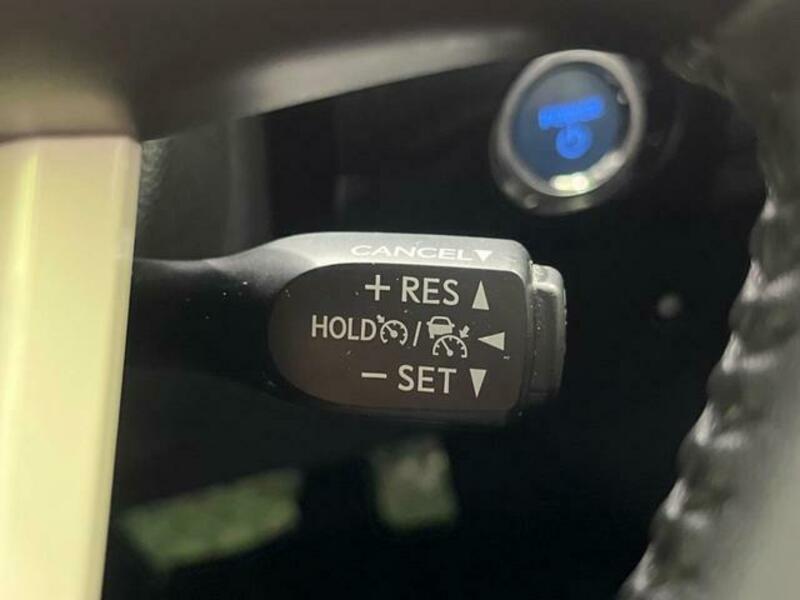 CANCEL▼
+ RES ▲
HOLD / ◀
− SET ▼